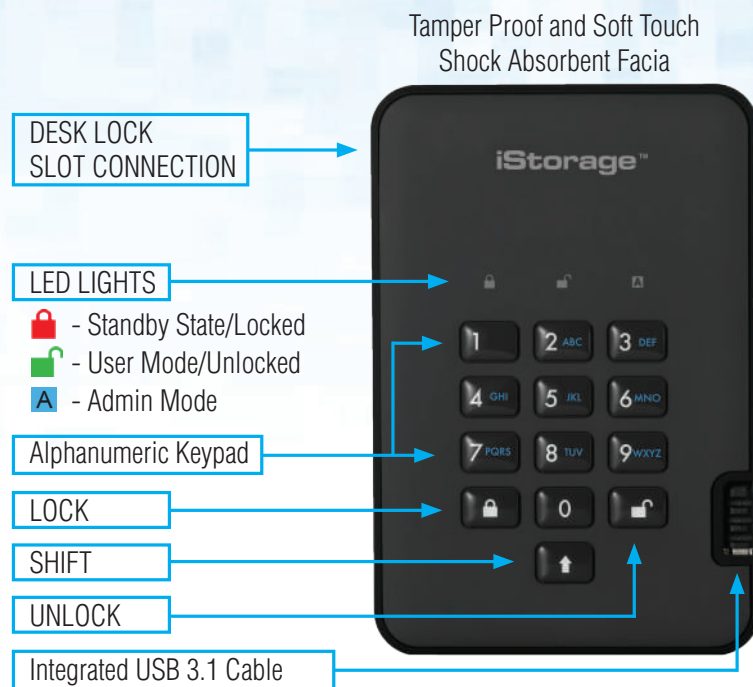 Tamper Proof and Soft Touch
Shock Absorbent Facia
DESK LOCK
SLOT CONNECTION
iStorage™
LED LIGHTS
- Standby State/Locked
- User Mode/Unlocked
A - Admin Mode
A
1
2 ABC
3 DEF
4 GHI
5 JKL
6 MNO
Alphanumeric Keypad
7 PQRS
8 TUV
9 WXYZ
LOCK
0
SHIFT
UNLOCK
Integrated USB 3.1 Cable